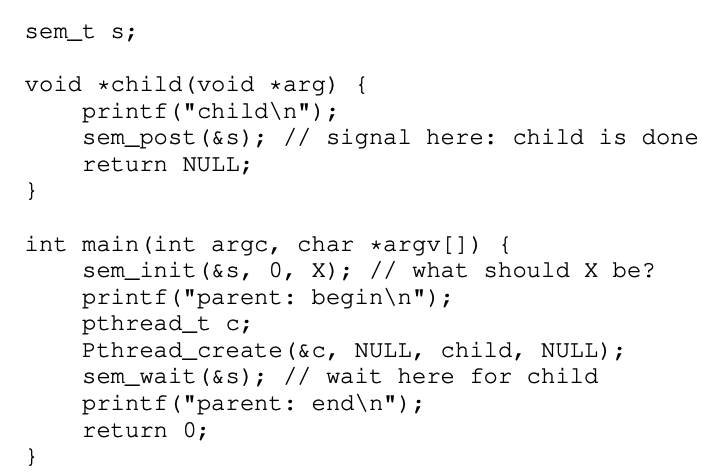 sem_t s;

void *child(void *arg) {
    printf("child\n");
    sem_post(&s); // signal here: child is done
    return NULL;
}

int main(int argc, char *argv[]) {
    sem_init(&s, 0, X); // what should X be?
    printf("parent: begin\n");
    pthread_t c;
    Pthread_create(&c, NULL, child, NULL);
    sem_wait(&s); // wait here for child
    printf("parent: end\n");
    return 0;
}